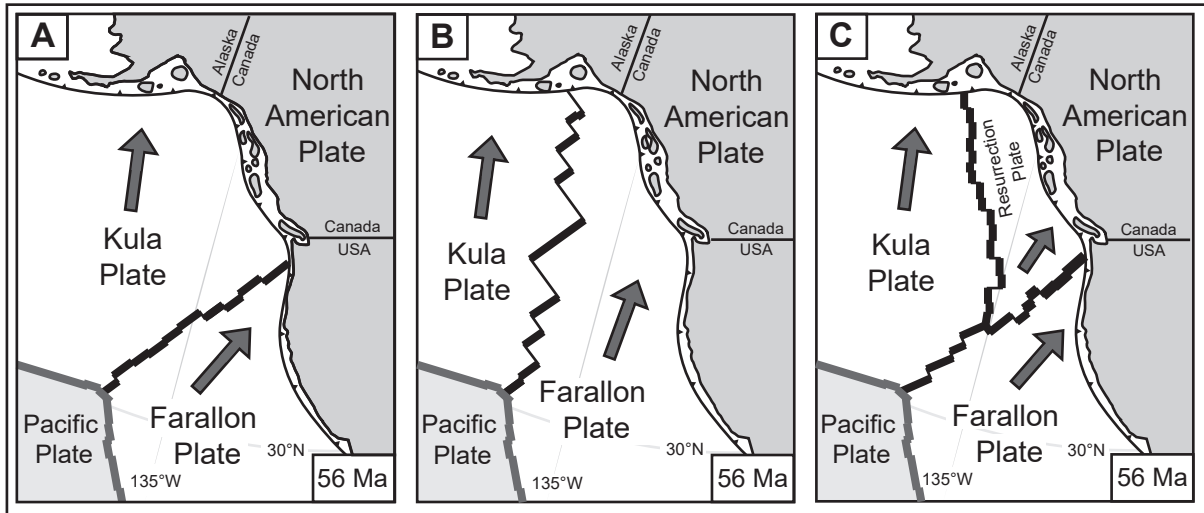 A
Alaska
Canada
North
American
Plate
Kula
Plate
Canada
USA
Pacific
Plate
Farallon
Plate
30°N
135°W
56 Ma
B
Alaska
Canada
North
American
Plate
Kula
Plate
Canada
USA
Pacific
Plate
Farallon
Plate
30°N
135°W
56 Ma
C
Alaska
Canada
North
American
Plate
Resurrection
Plate
Kula
Plate
Canada
USA
Pacific
Plate
Farallon
Plate
30°N
135°W
56 Ma